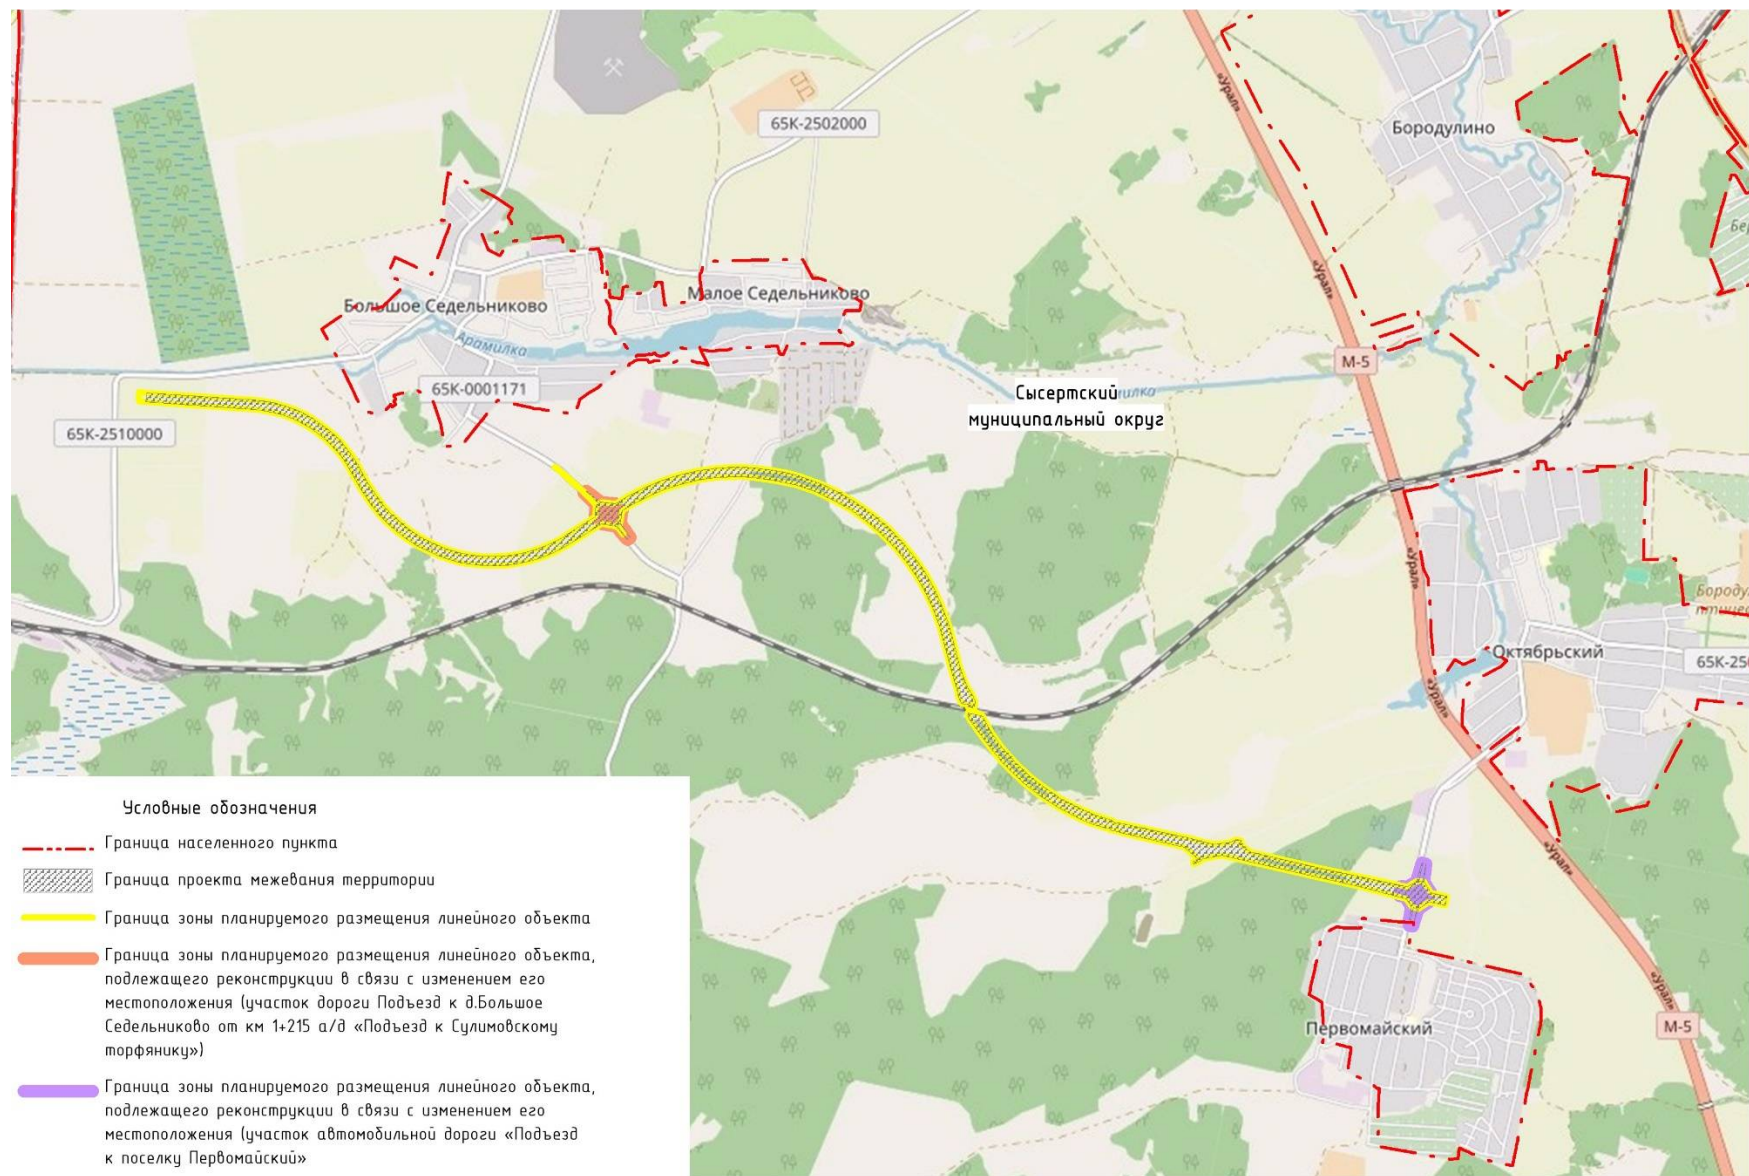 «Урал»
65К-2502000
Бородулино
«Урал»
Большое Седельниково
Малое Седельниково
Арамилка
М-5
65К-0001171
Сысертский
муниципальный округ
65К-2510000
«Урал»
Октябрьский
«Урал»
«Урал»
Первомайский
«Урал»
М-5
Условные обозначения
Граница населенного пункта
Граница проекта межевания территории
Граница зоны планируемого размещения линейного объекта
Граница зоны планируемого размещения линейного объекта,
подлежащего реконструкции в связи с изменением его
местоположения (участок дороги Подъезд к д.Большое
Седельниково от км 1+215 а/д «Подъезд к Сулимовскому
торфянику»)
Граница зоны планируемого размещения линейного объекта,
подлежащего реконструкции в связи с изменением его
местоположения (участок автомобильной дороги «Подъезд
к поселку Первомайский»